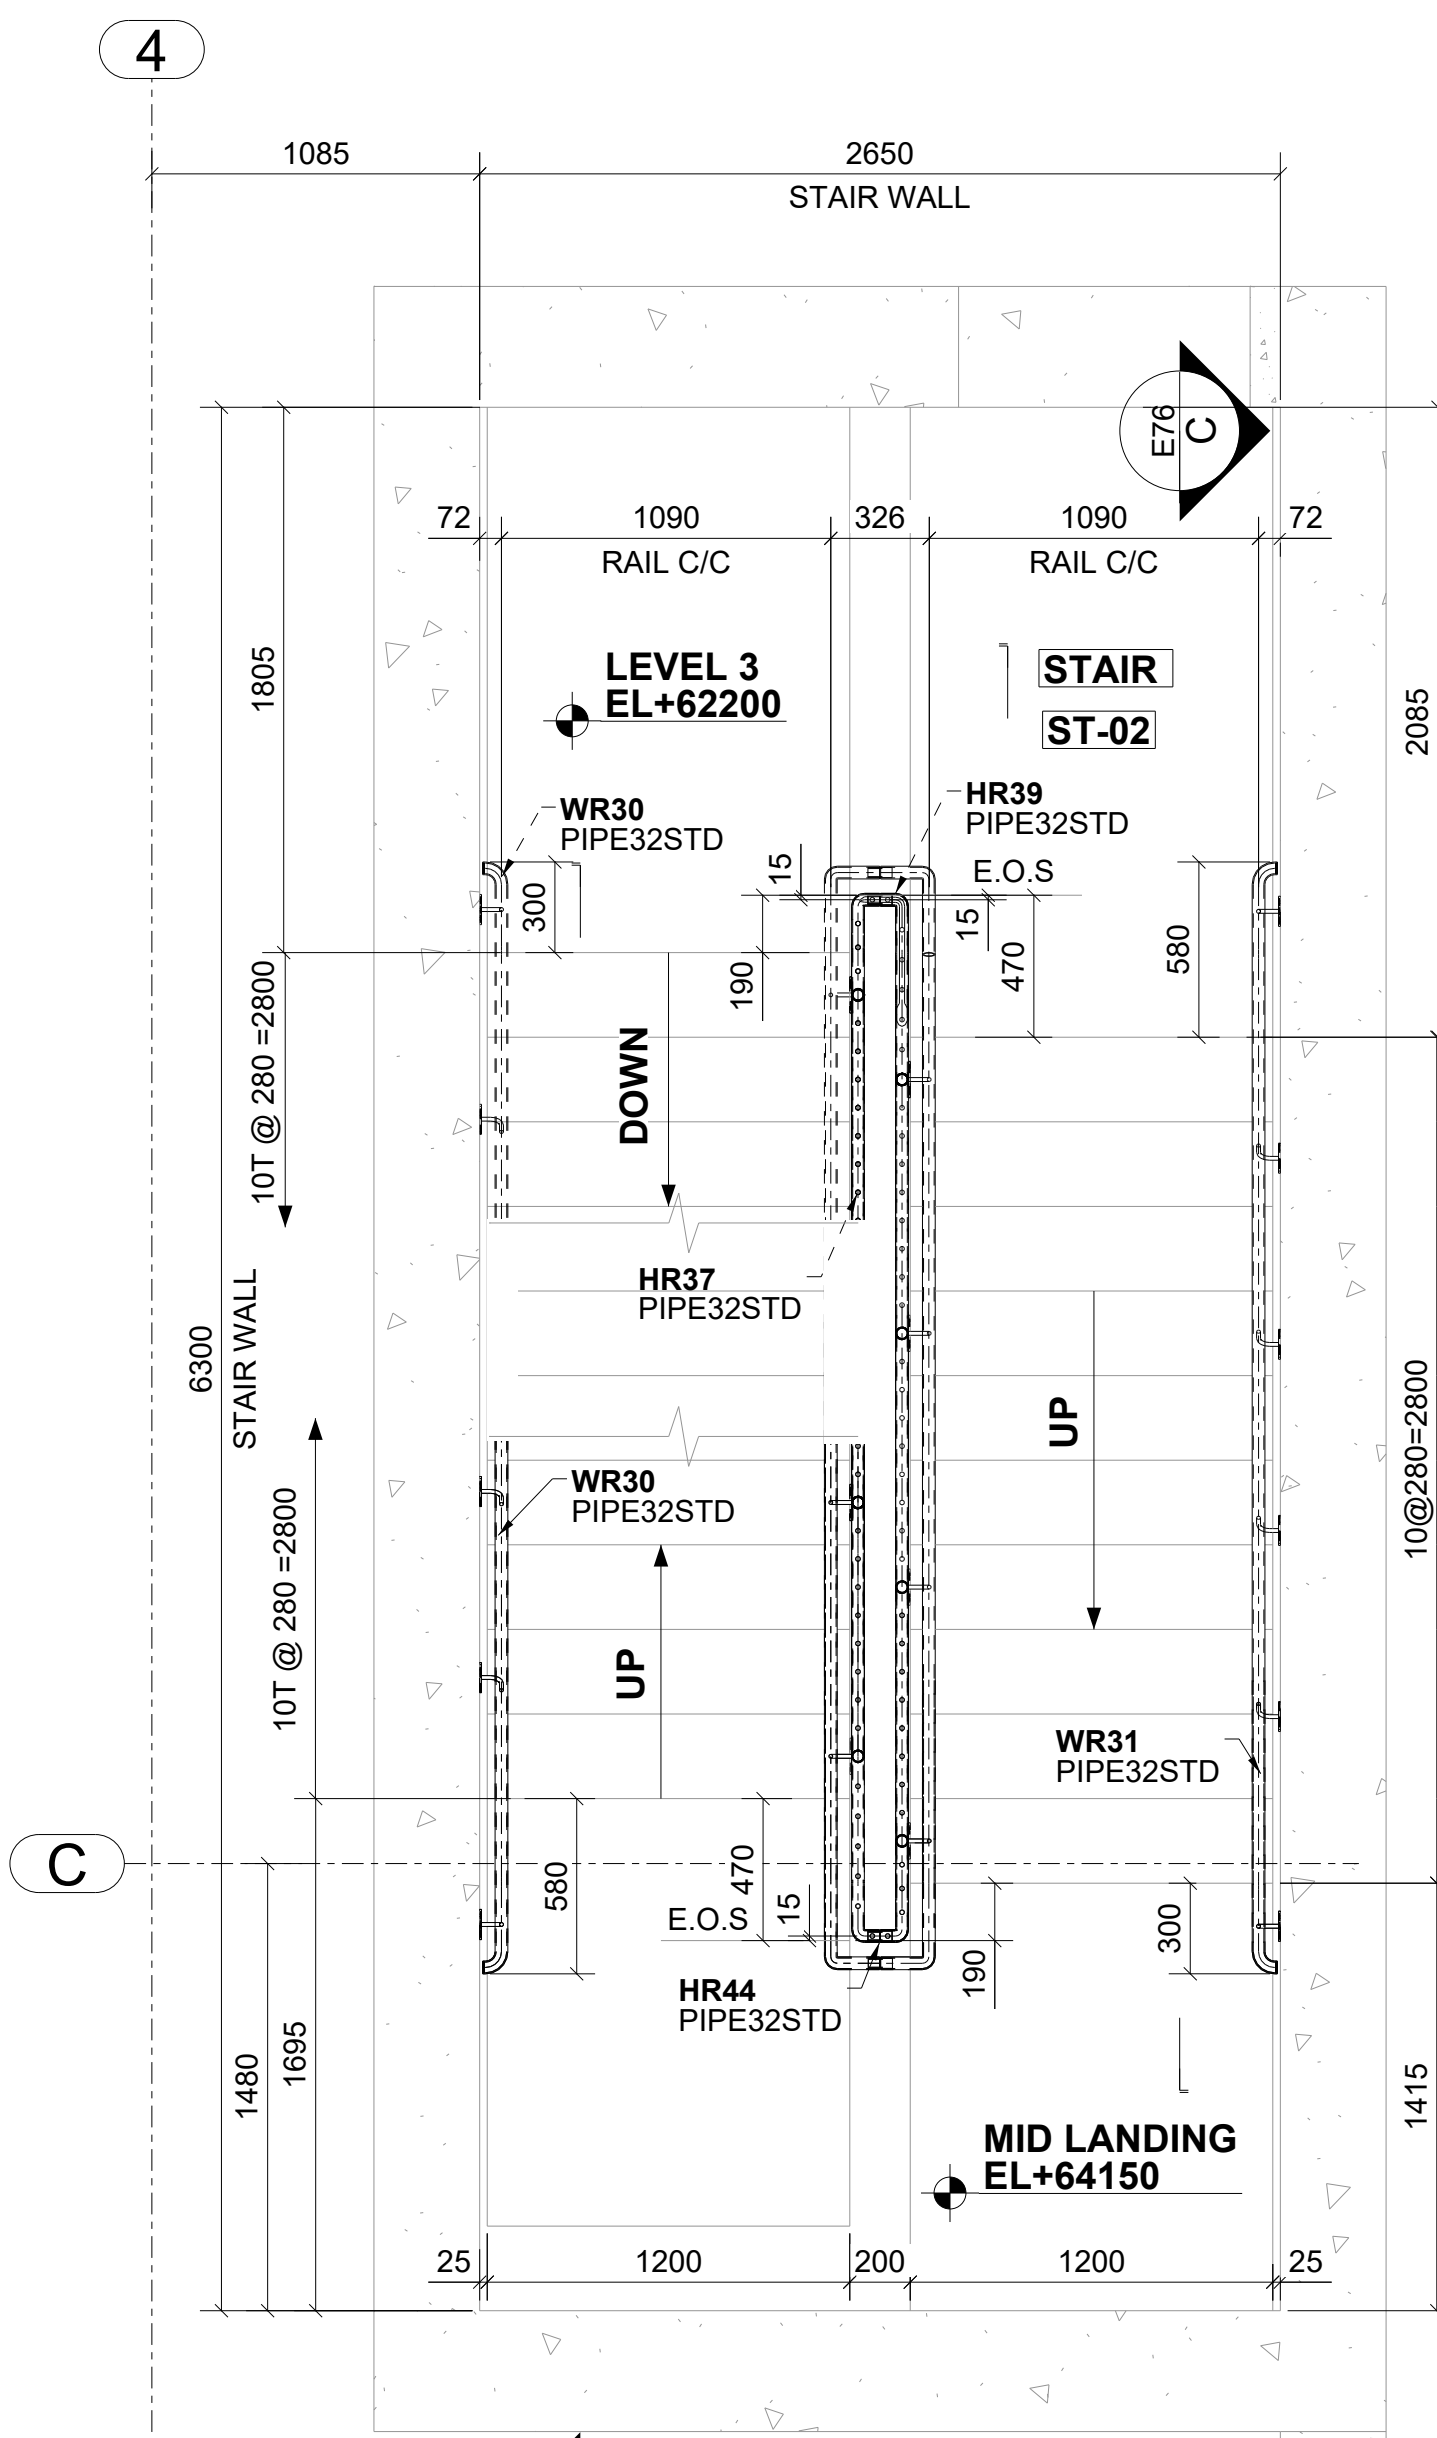 4
1085
2650
STAIR WALL
E76
C
72
1090
326
1090
72
RAIL C/C
RAIL C/C
1805
LEVEL 3
EL+62200
STAIR
ST-02
2085
WR30
PIPE32STD
HR39
PIPE32STD
E.O.S
15
300
15
470
580
190
10T @ 280 =2800
DOWN
HR37
PIPE32STD
6300
STAIR WALL
UP
10@280=2800
WR30
PIPE32STD
10T @ 280 =2800
UP
WR31
PIPE32STD
C
580
470
E.O.S
15
300
190
HR44
PIPE32STD
1480
1695
1415
MID LANDING
EL+64150
25
1200
200
1200
25